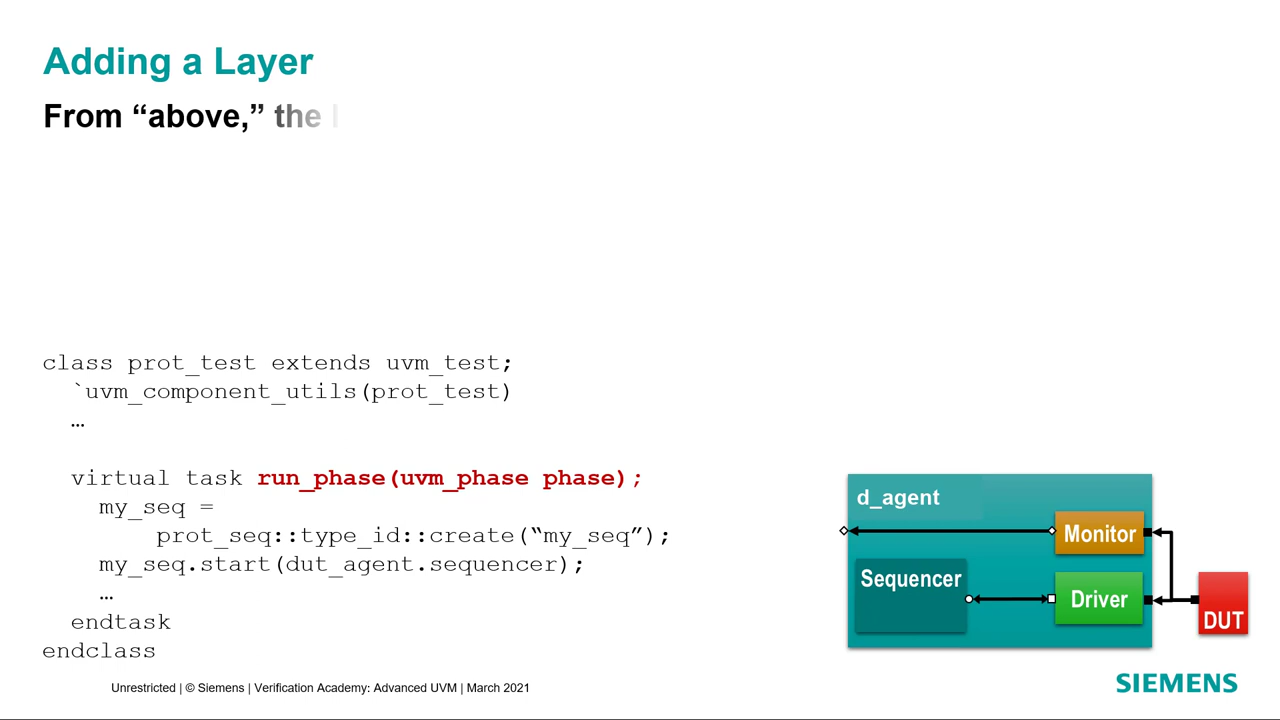 Adding a Layer
From “above,” the
class prot_test extends uvm_test;
`uvm_component_utils(prot_test)
…
virtual task run_phase(uvm_phase phase);
my_seq =
prot_seq::type_id::create(“my_seq”);
my_seq.start(dut_agent.sequencer);
…
endtask
endclass
d_agent
Monitor
Sequencer
Driver
DUT
Unrestricted | © Siemens | Verification Academy: Advanced UVM | March 2021
SIEMENS